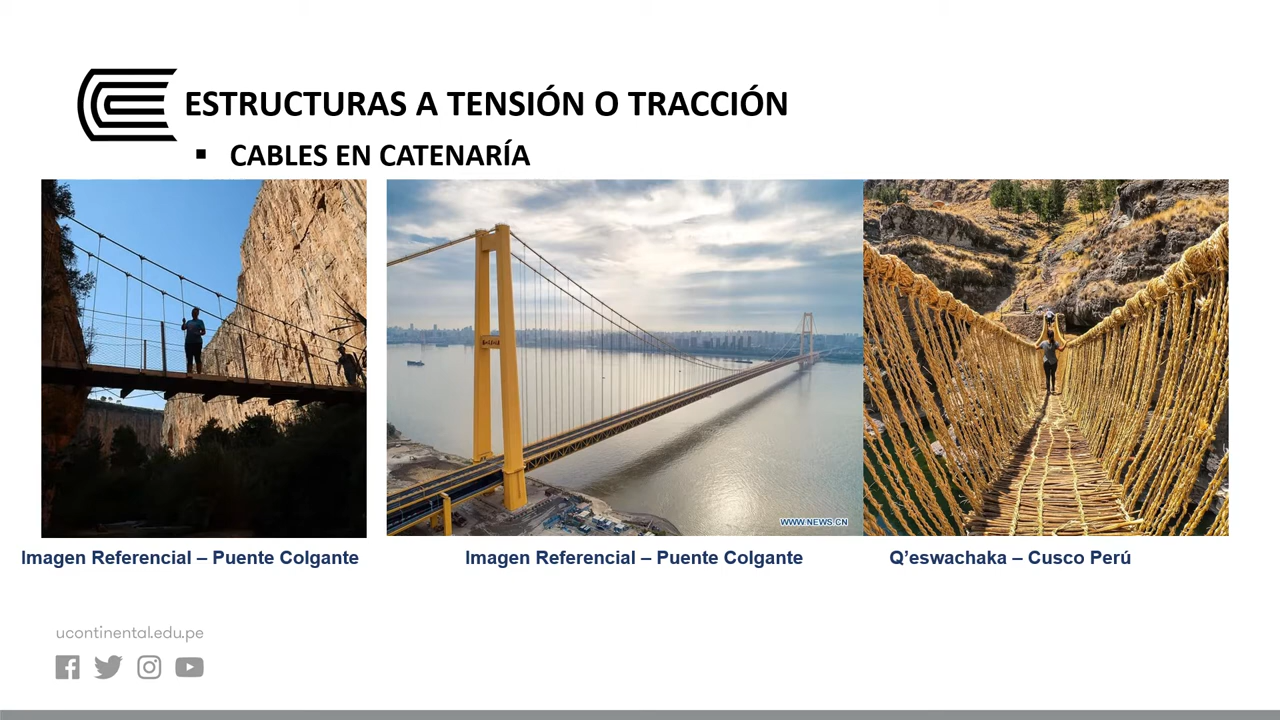 ESTRUCTURAS A TENSIÓN O TRACCIÓN
▪ CABLES EN CATENARÍA
WWW.NEWS.CN
Imagen Referencial – Puente Colgante
Imagen Referencial – Puente Colgante
Q’eswachaka – Cusco Perú
ucontinental.edu.pe